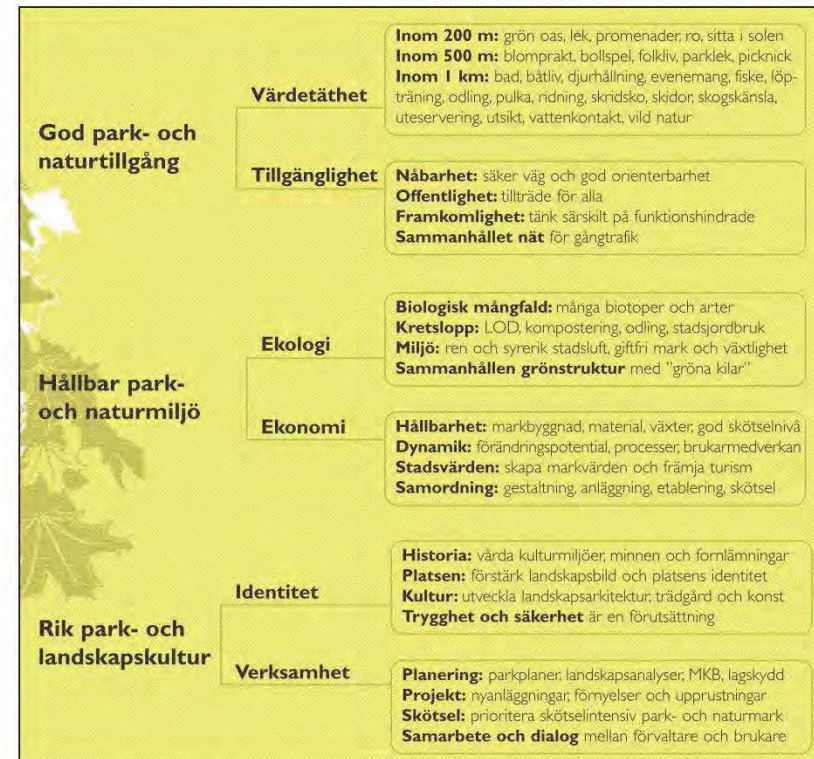 God park- och
naturtillgång
Värdetäthet
Inom 200 m: grön oas, lek, promenader, ro, sitta i solen
Inom 500 m: blomprakt, bollspel, folkliv, parklek, picknick
Inom 1 km: bad, båtliv, djurhållning, evenemang, fiske, löp-
träning, odling, pulka, ridning, skridsko, skidor, skogskänsla,
uteservering, utsikt, vattenkontakt, vild natur
Tillgänglighet
Nåbarhet: säker väg och god orienterbarhet
Offentlighet: tillträde för alla
Framkomlighet: tänk särskilt på funktionshindrade
Sammanhållet nät för gångtrafik
Hållbar park-
och naturmiljö
Ekologi
Biologisk mångfald: många biotoper och arter
Kretslopp: LOD, kompostering, odling, stadsjordbruk
Miljö: ren och syrerik stadsluft, giftfri mark och växtlighet
Sammanhållen grönstruktur med "gröna kilar"
Ekonomi
Hållbarhet: markbyggnad, material, växter, god skötselnivå
Dynamik: förändringspotential, processer, brukarmedverkan
Stadsvärden: skapa markvärden och främja turism
Samordning: gestaltning, anläggning, etablering, skötsel
Rik park- och
landskapskultur
Identitet
Historia: vårda kulturmiljöer, minnen och fornlämningar
Platsen: förstärk landskapsbild och platsens identitet
Kultur: utveckla landskapsarkitektur, trädgård och konst
Trygghet och säkerhet är en förutsättning
Verksamhet
Planering: parkplaner, landskapsanalyser, MKB, lagskydd
Projekt: nyanläggningar, förnyelser och upprustningar
Skötsel: prioritera skötselintensiv park- och naturmark
Samarbete och dialog mellan förvaltare och brukare